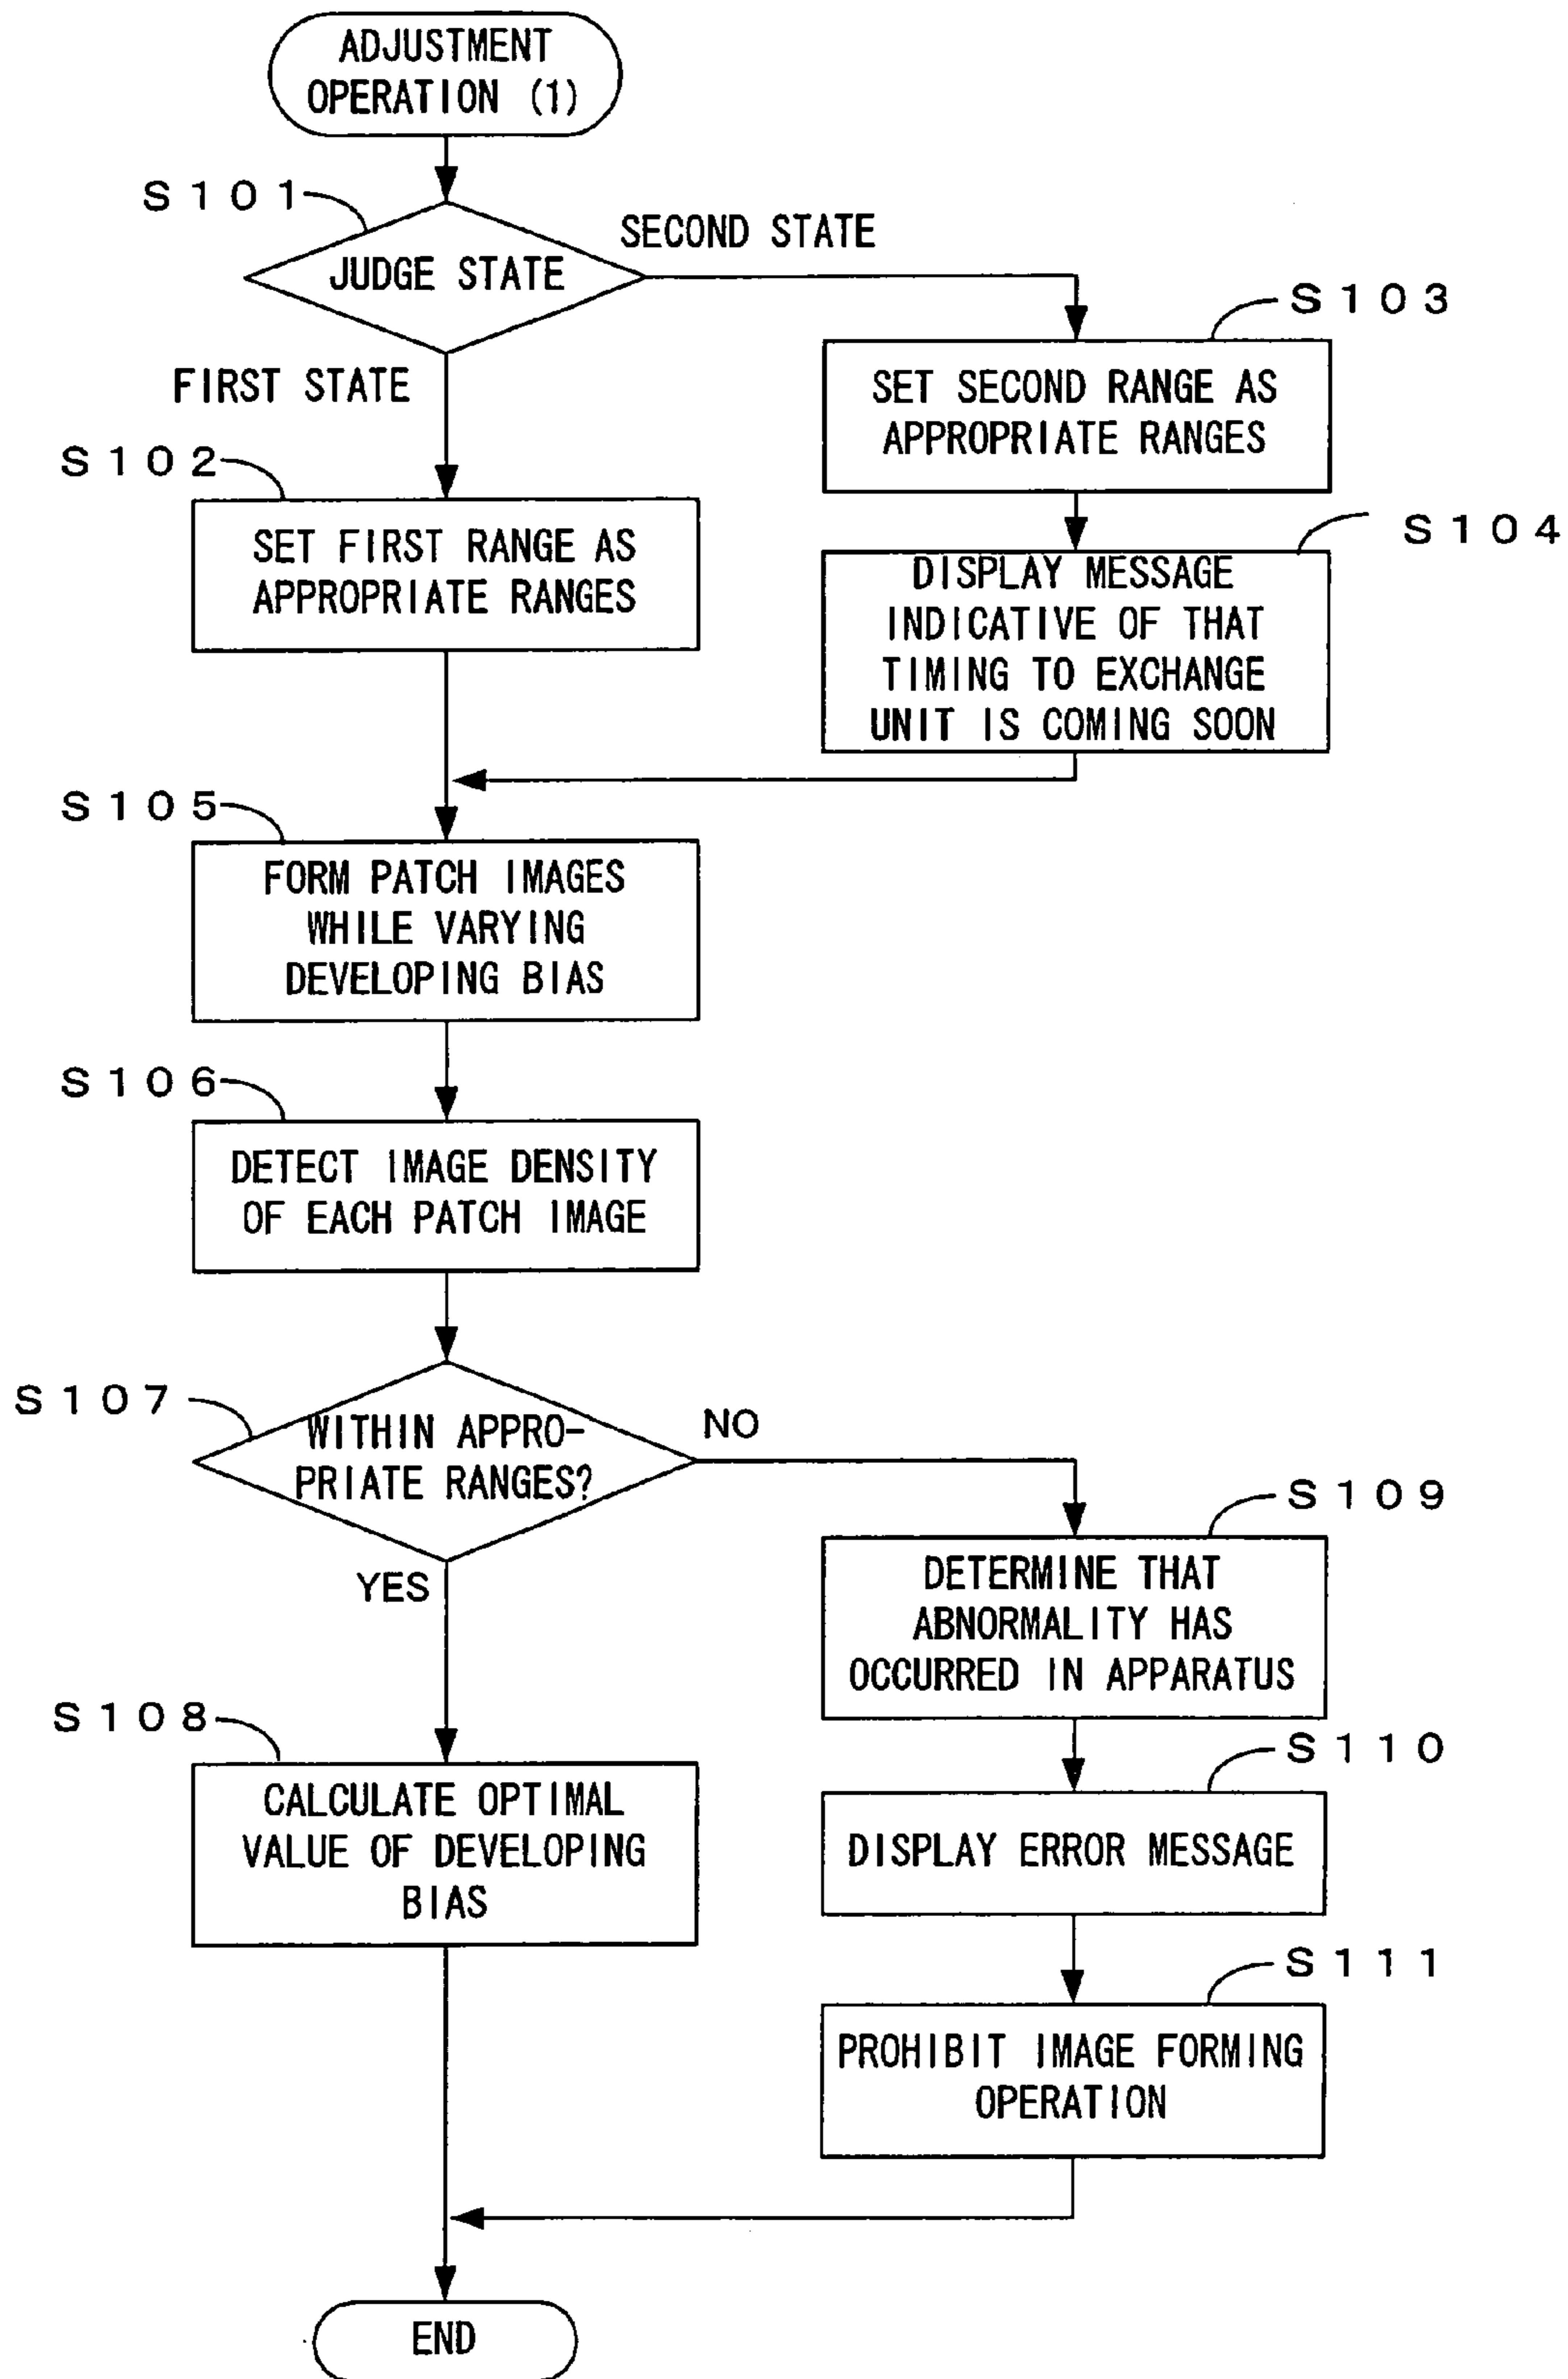 ADJUSTMENT
OPERATION (1)
S101
JUDGE STATE
SECOND STATE
FIRST STATE
S103
SET SECOND RANGE AS
APPROPRIATE RANGES
S102
SET FIRST RANGE AS
APPROPRIATE RANGES
S104
DISPLAY MESSAGE
INDICATIVE OF THAT
TIMING TO EXCHANGE
UNIT IS COMING SOON
S105
FORM PATCH IMAGES
WHILE VARYING
DEVELOPING BIAS
S106
DETECT IMAGE DENSITY
OF EACH PATCH IMAGE
S107
WITHIN APPRO-
PRIATE RANGES?
NO
YES
S109
DETERMINE THAT
ABNORMALITY HAS
OCCURRED IN APPARATUS
S108
CALCULATE OPTIMAL
VALUE OF DEVELOPING
BIAS
S110
DISPLAY ERROR MESSAGE
S111
PROHIBIT IMAGE FORMING
OPERATION
END